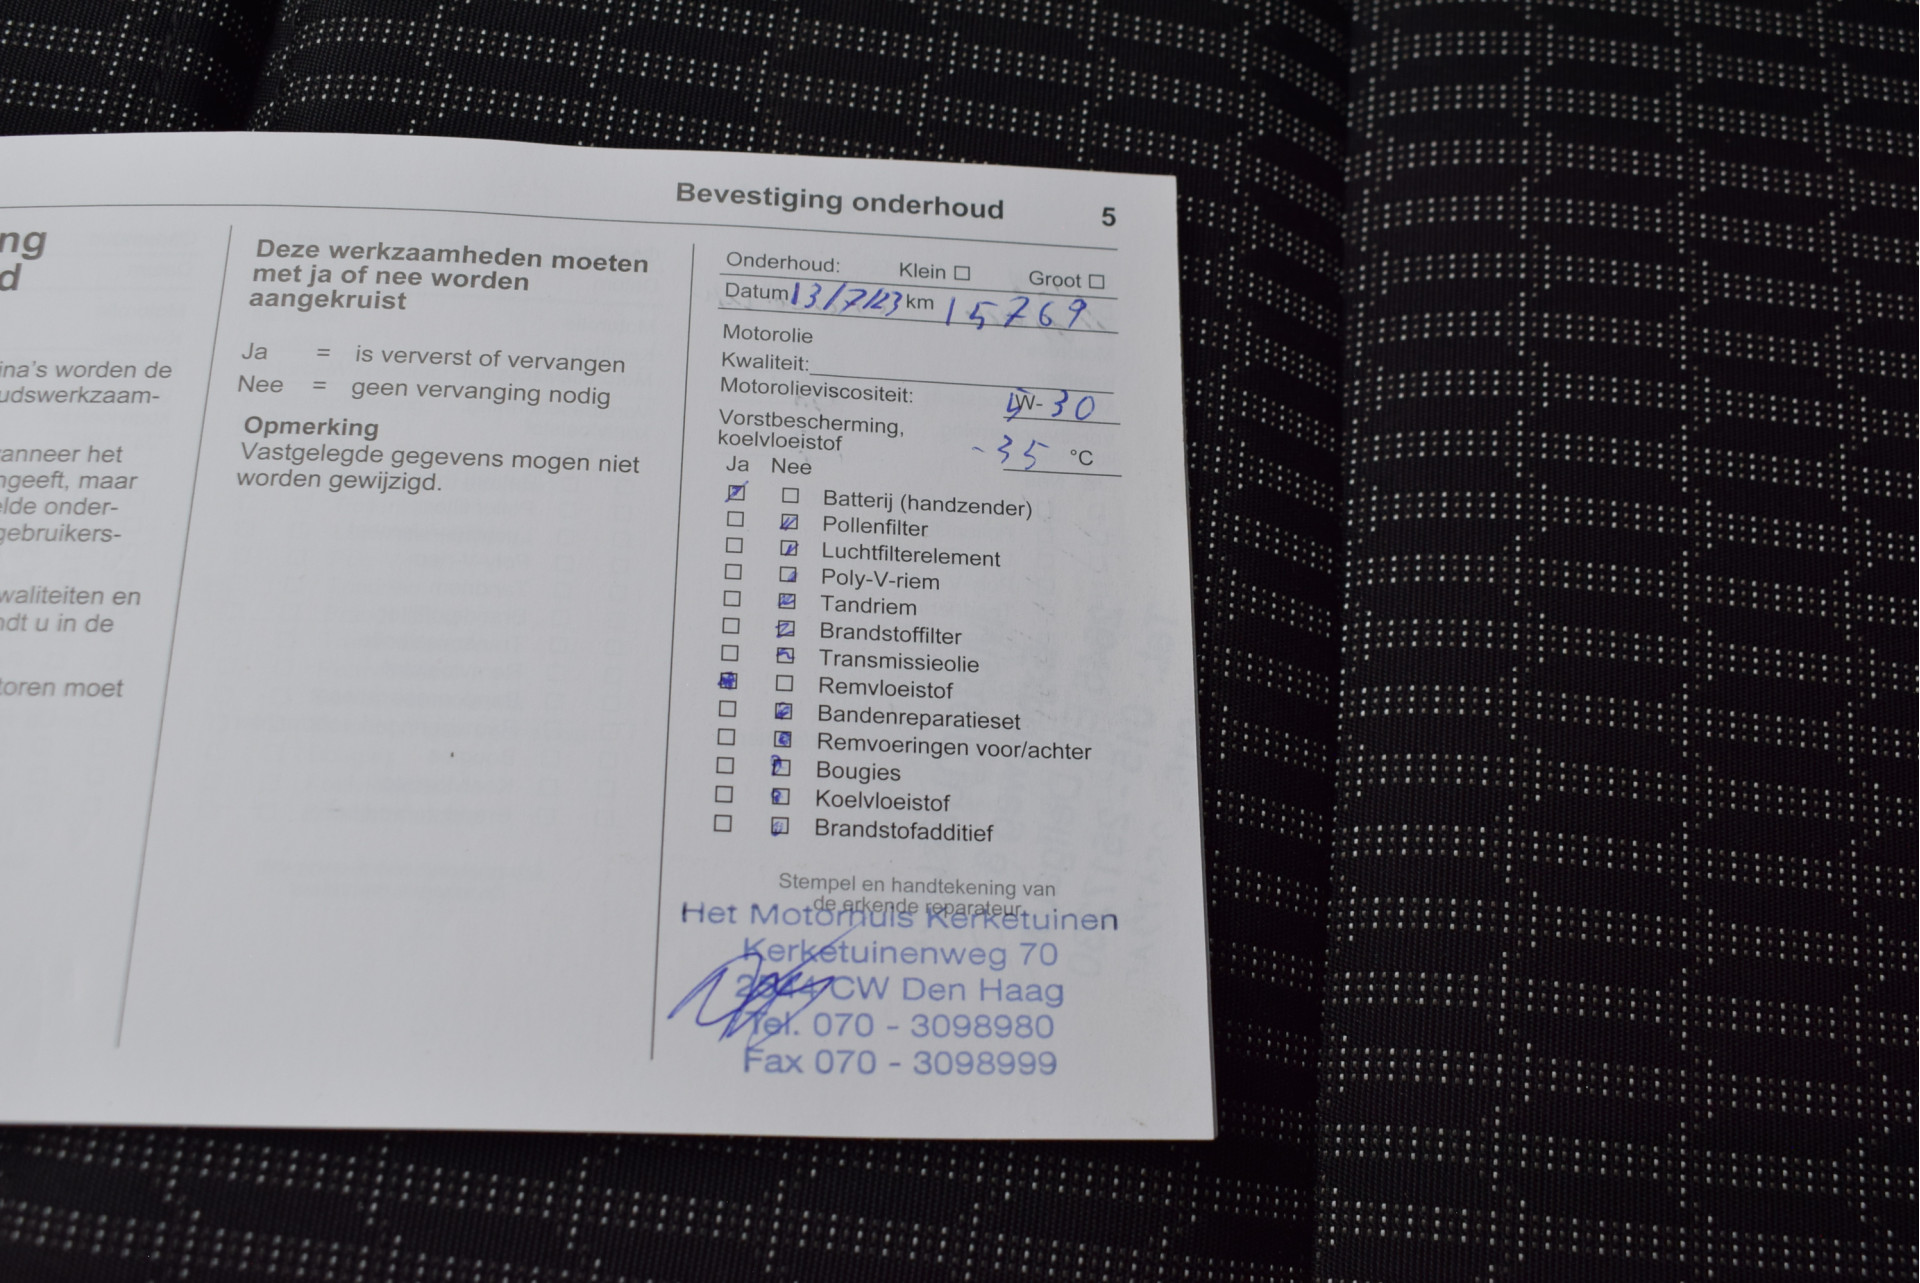 Bevestiging onderhoud 5
ng
d
ina's worden de
udswerkzaam-
anneer het
ngeeft, maar
elde onder-
gebruikers-
waliteiten en
ndt u in de
toren moet
Deze werkzaamheden moeten
met ja of nee worden
aangekruist
Ja = is ververst of vervangen
Nee = geen vervanging nodig
Opmerking
Vastgelegde gegevens mogen niet
worden gewijzigd.
Onderhoud: Klein ☐ Groot ☐
Datum 13/7/23 km 15769
Motorolie
Kwaliteit:
Motorolieviscositeit: W-30
Vorstbescherming,
koelvloeistof -35 °C
Ja Nee
Batterij (handzender)
Pollenfilter
Luchtfilterelement
Poly-V-riem
Tandriem
Brandstoffilter
Transmissieolie
Remvloeistof
Bandenreparatieset
Remvoeringen voor/achter
Bougies
Koelvloeistof
Brandstofadditief
Stempel en handtekening van
de erkende reparateur
Het Motorhuis Kerketuinen
Kerketuinenweg 70
2544 CW Den Haag
Tel. 070 - 3098980
Fax 070 - 3098999